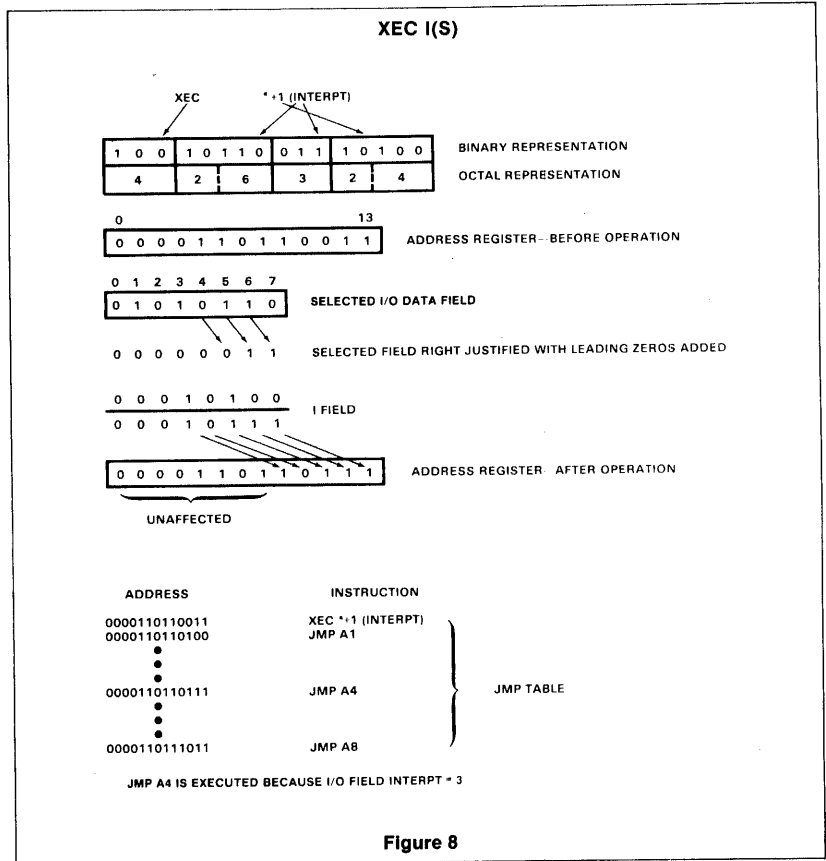 XEC I(S)
XEC *+1 (INTERPT)
1 0 0 1 0 1 1 0 0 1 1 1 0 1 0 0 BINARY REPRESENTATION
4 2 6 3 2 4 OCTAL REPRESENTATION
0 13
0 0 0 0 1 1 0 1 1 0 0 1 1 ADDRESS REGISTER--BEFORE OPERATION
0 1 2 3 4 5 6 7
0 1 0 1 0 1 1 0 SELECTED I/O DATA FIELD
0 0 0 0 0 0 1 1 SELECTED FIELD RIGHT JUSTIFIED WITH LEADING ZEROS ADDED
0 0 0 1 0 1 0 0
I FIELD
0 0 0 1 0 1 1 1
0 0 0 0 1 1 0 1 1 0 1 1 1 ADDRESS REGISTER AFTER OPERATION
UNAFFECTED
ADDRESS INSTRUCTION
0000110110011 XEC *+1 (INTERPT)
0000110110100 JMP A1
0000110110111 JMP A4 JMP TABLE
0000110111011 JMP A8
JMP A4 IS EXECUTED BECAUSE I/O FIELD INTERPT = 3
Figure 8